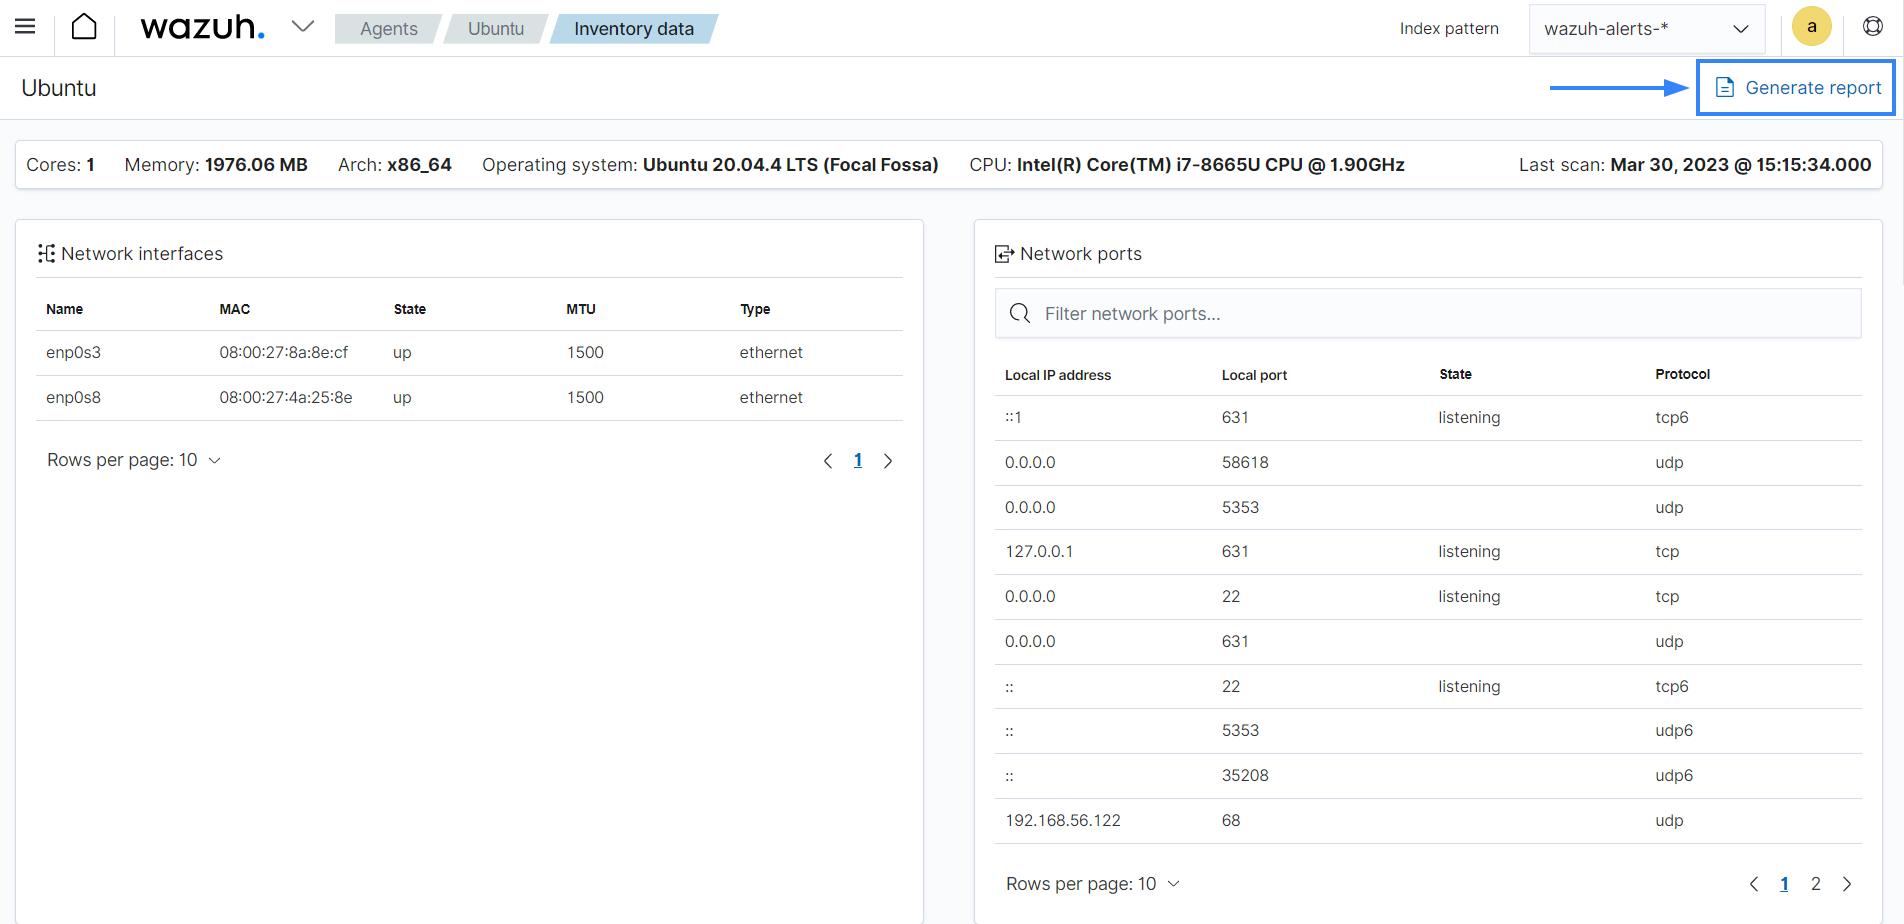 wazuh. Agents Ubuntu Inventory data Index pattern wazuh-alerts-* a
Ubuntu Generate report
Cores: 1 Memory: 1976.06 MB Arch: x86_64 Operating system: Ubuntu 20.04.4 LTS (Focal Fossa) CPU: Intel(R) Core(TM) i7-8665U CPU @ 1.90GHz Last scan: Mar 30, 2023 @ 15:15:34.000
Network interfaces
Name MAC State MTU Type
enp0s3 08:00:27:8a:8e:cf up 1500 ethernet
enp0s8 08:00:27:4a:25:8e up 1500 ethernet
Rows per page: 10 1
Network ports
Filter network ports...
Local IP address Local port State Protocol
::1 631 listening tcp6
0.0.0.0 58618 udp
0.0.0.0 5353 udp
127.0.0.1 631 listening tcp
0.0.0.0 22 listening tcp
0.0.0.0 631 udp
:: 22 listening tcp6
:: 5353 udp6
:: 35208 udp6
192.168.56.122 68 udp
Rows per page: 10 1 2